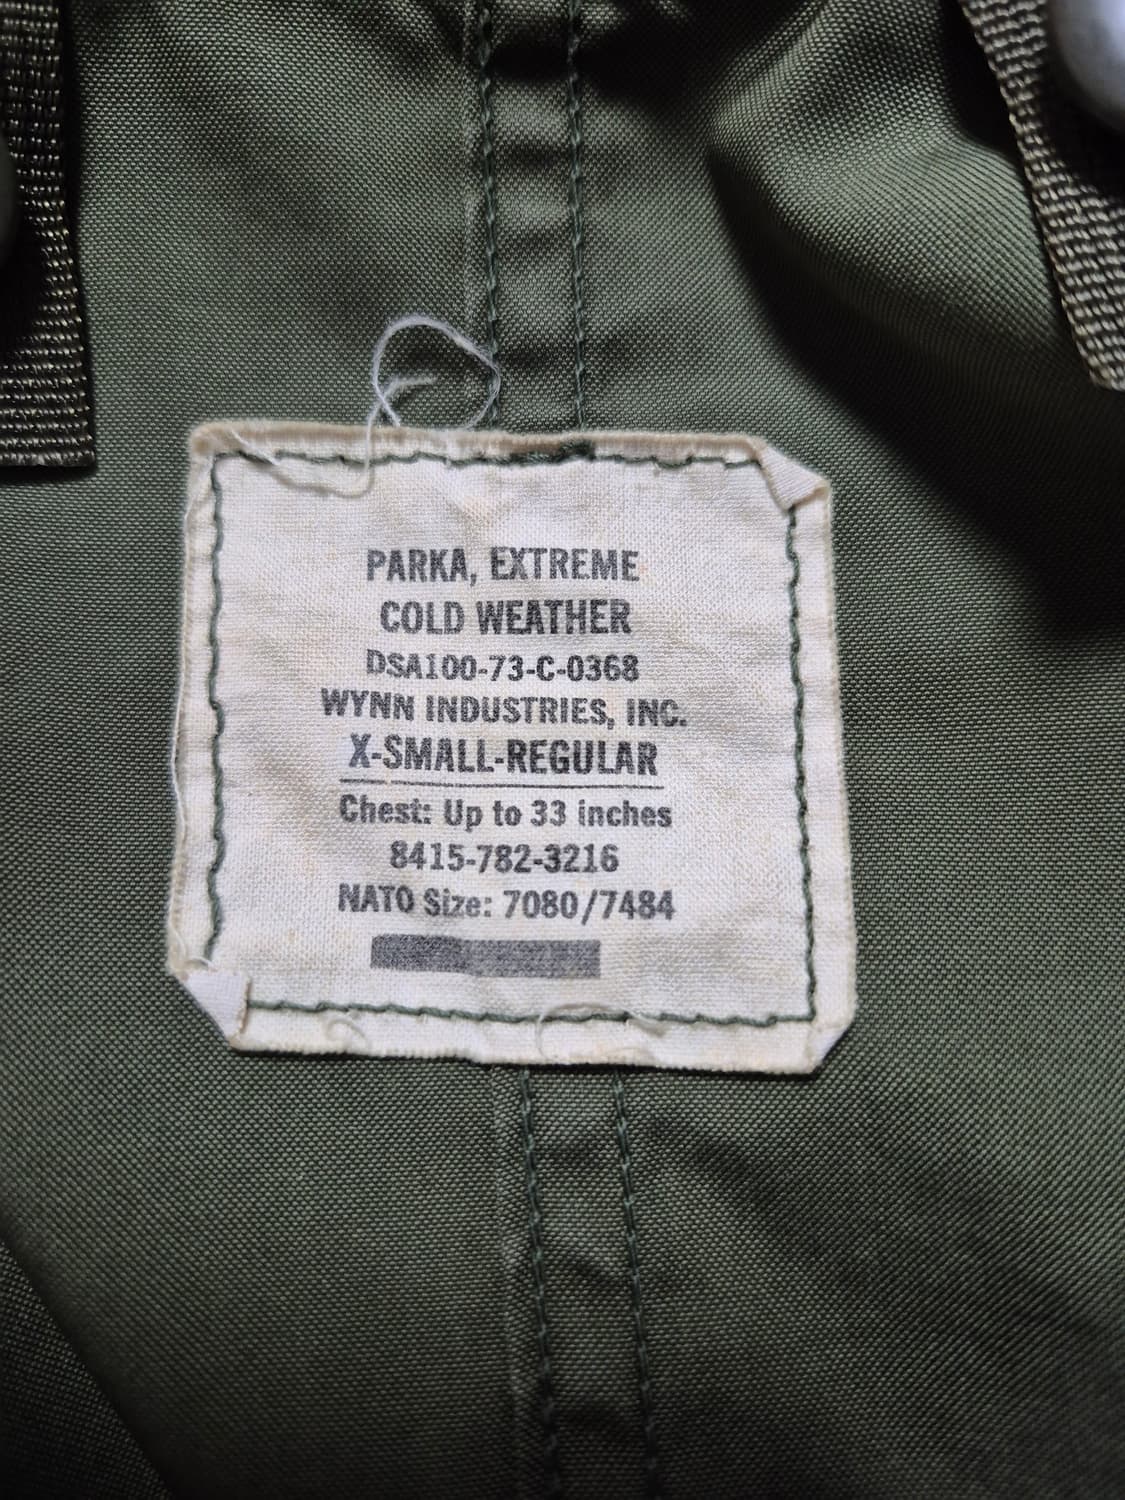 PARKA, EXTREME
COLD WEATHER
DSA100-73-C-0368
WYNN INDUSTRIES, INC.
X-SMALL-REGULAR
Chest: Up to 33 inches
8415-782-3216
NATO Size: 7080/7484